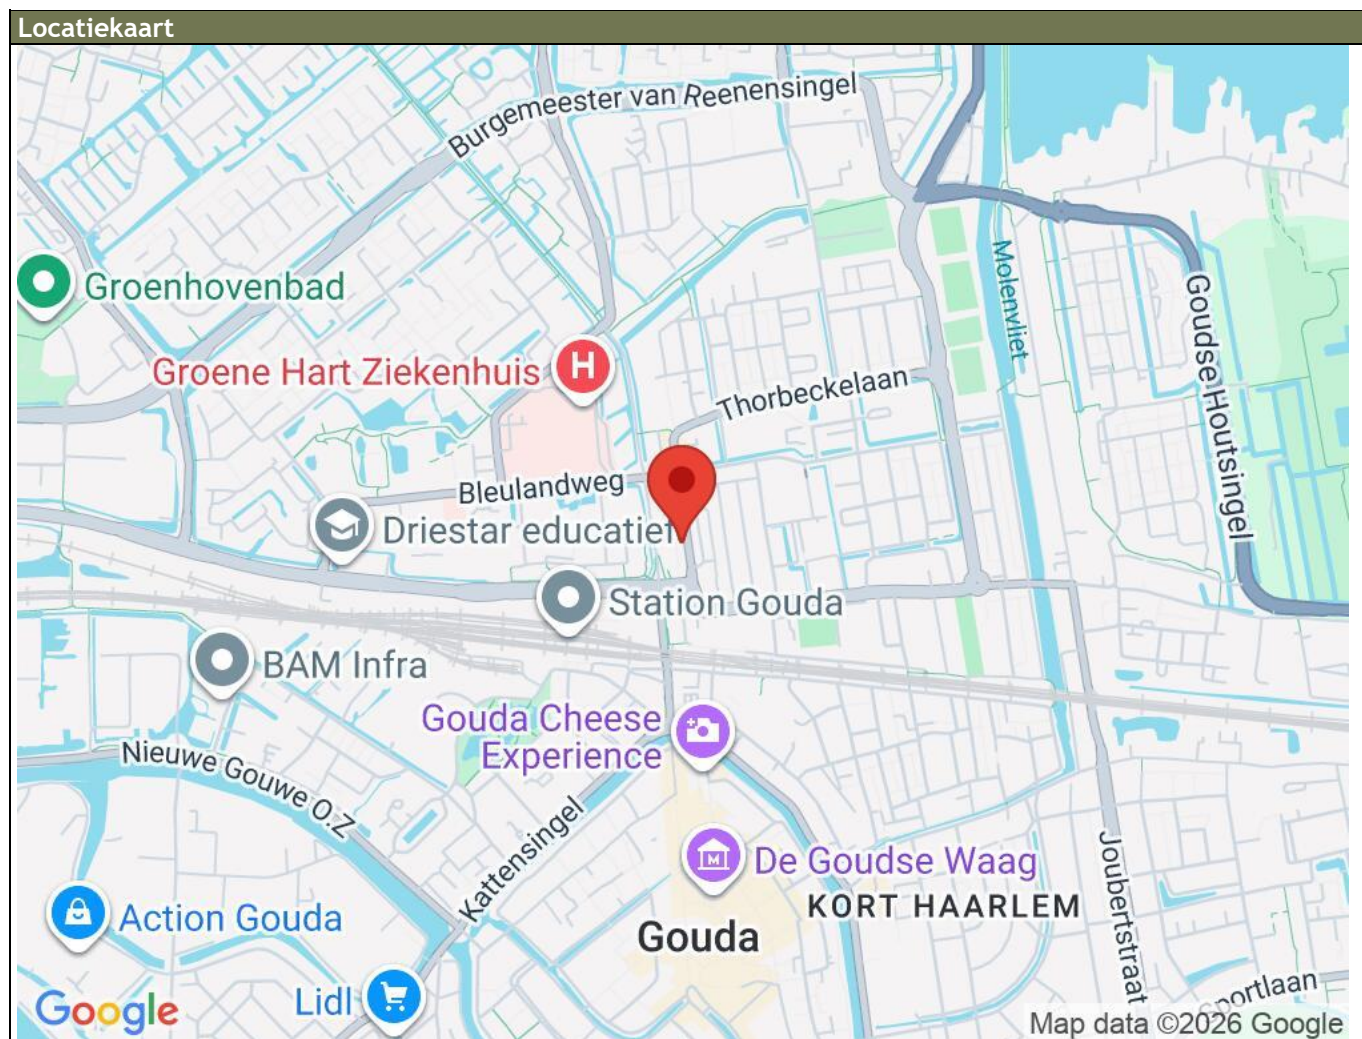 Locatiekaart
Burgemeester van Reenensingel
Molenvliet
Groenhovenbad
Goudse Houtsingel
Groene Hart Ziekenhuis
H
Thorbeckelaan
Bleulandweg
Driestar educatief
Station Gouda
BAM Infra
Gouda Cheese
Experience
Nieuwe Gouwe O.Z
Kattensingel
M
De Goudse Waag
Joubertstraat
KORT HAARLEM
Action Gouda
Gouda
Lidl
Sportlaan
Google
Map data ©2026 Google